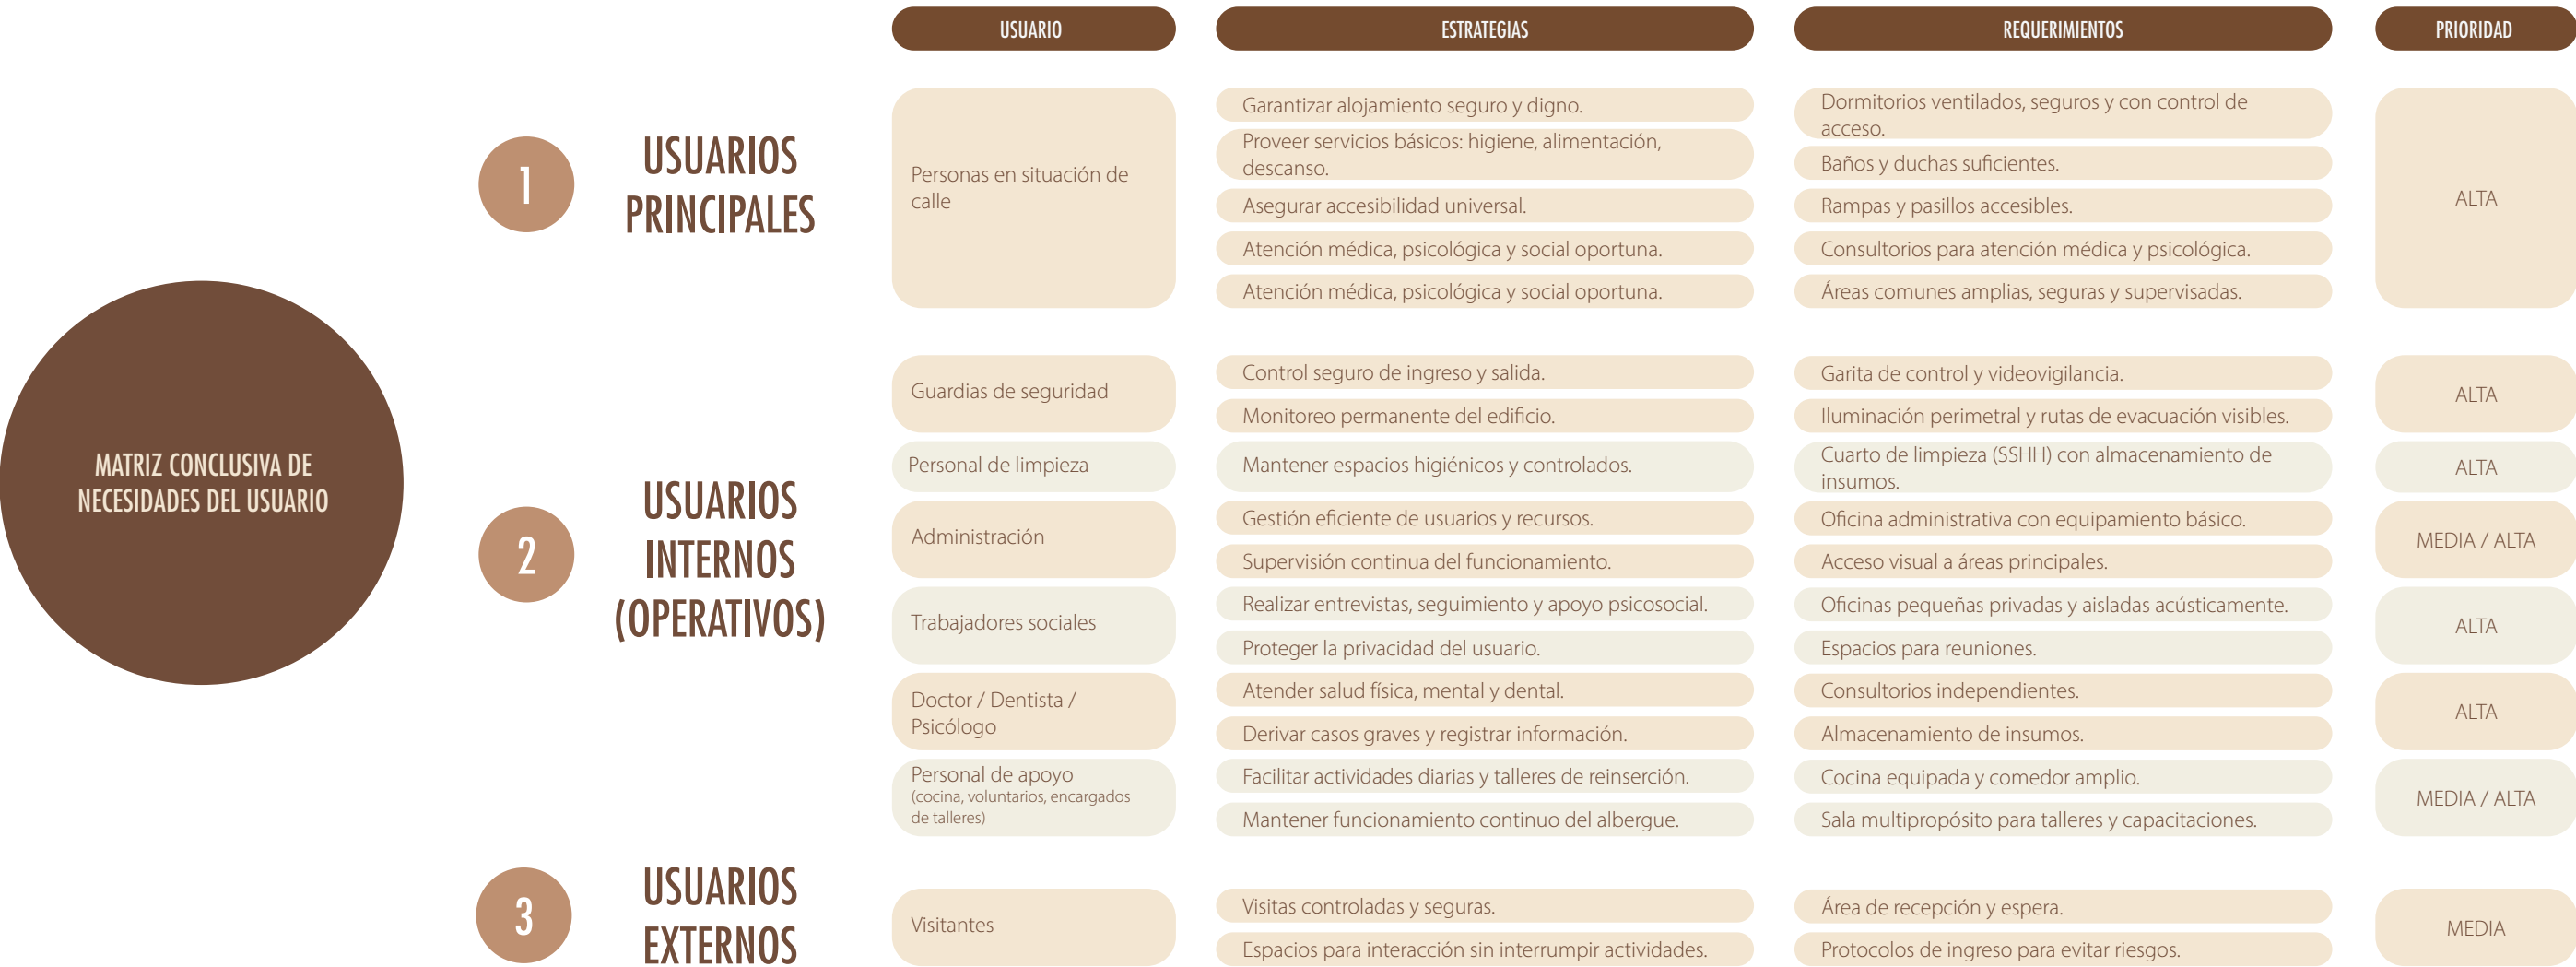 USUARIO
ESTRATEGIAS
REQUERIMIENTOS
PRIORIDAD
MATRIZ CONCLUSIVA DE
NECESIDADES DEL USUARIO
1
USUARIOS
PRINCIPALES
Personas en situación de
calle
Garantizar alojamiento seguro y digno.
Proveer servicios básicos: higiene, alimentación,
descanso.
Asegurar accesibilidad universal.
Atención médica, psicológica y social oportuna.
Atención médica, psicológica y social oportuna.
Dormitorios ventilados, seguros y con control de
acceso.
Baños y duchas suficientes.
Rampas y pasillos accesibles.
Consultorios para atención médica y psicológica.
Áreas comunes amplias, seguras y supervisadas.
ALTA
2
USUARIOS
INTERNOS
(OPERATIVOS)
Guardias de seguridad
Control seguro de ingreso y salida.
Monitoreo permanente del edificio.
Garita de control y videovigilancia.
Iluminación perimetral y rutas de evacuación visibles.
ALTA
Personal de limpieza
Mantener espacios higiénicos y controlados.
Cuarto de limpieza (SSHH) con almacenamiento de
insumos.
ALTA
Administración
Gestión eficiente de usuarios y recursos.
Supervisión continua del funcionamiento.
Oficina administrativa con equipamiento básico.
Acceso visual a áreas principales.
MEDIA / ALTA
Trabajadores sociales
Realizar entrevistas, seguimiento y apoyo psicosocial.
Proteger la privacidad del usuario.
Oficinas pequeñas privadas y aisladas acústicamente.
Espacios para reuniones.
ALTA
Doctor / Dentista /
Psicólogo
Atender salud física, mental y dental.
Derivar casos graves y registrar información.
Consultorios independientes.
Almacenamiento de insumos.
ALTA
Personal de apoyo
(cocina, voluntarios, encargados
de talleres)
Facilitar actividades diarias y talleres de reinserción.
Mantener funcionamiento continuo del albergue.
Cocina equipada y comedor amplio.
Sala multipropósito para talleres y capacitaciones.
MEDIA / ALTA
3
USUARIOS
EXTERNOS
Visitantes
Visitas controladas y seguras.
Espacios para interacción sin interrumpir actividades.
Área de recepción y espera.
Protocolos de ingreso para evitar riesgos.
MEDIA